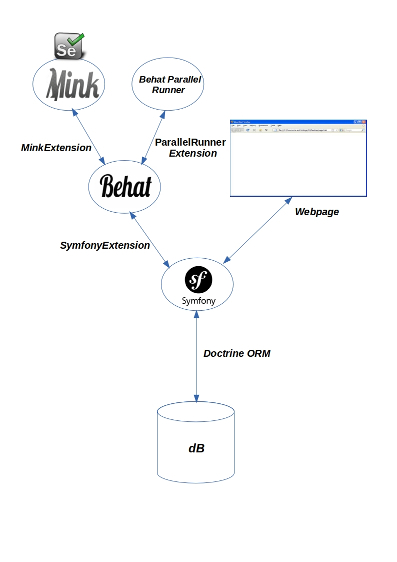 Se
Mink
Behat Parallel
Runner
MinkExtension
ParallelRunner
Extension
Behat
Webpage
SymfonyExtension
sf
Symfony
Doctrine ORM
dB